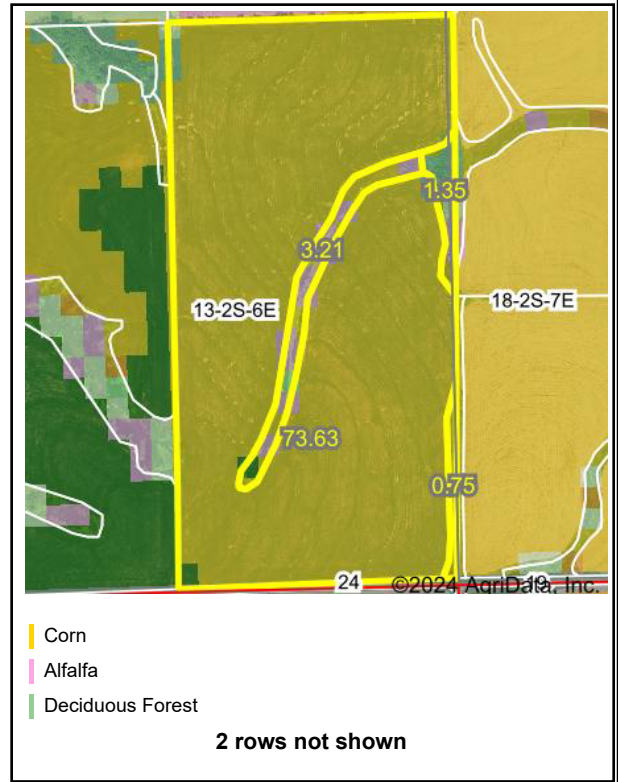 1.35
3.21
13-2S-6E
18-2S-7E
73.63
0.75
24
19
©2024 AgriData, Inc.
Corn
Alfalfa
Deciduous Forest
2 rows not shown